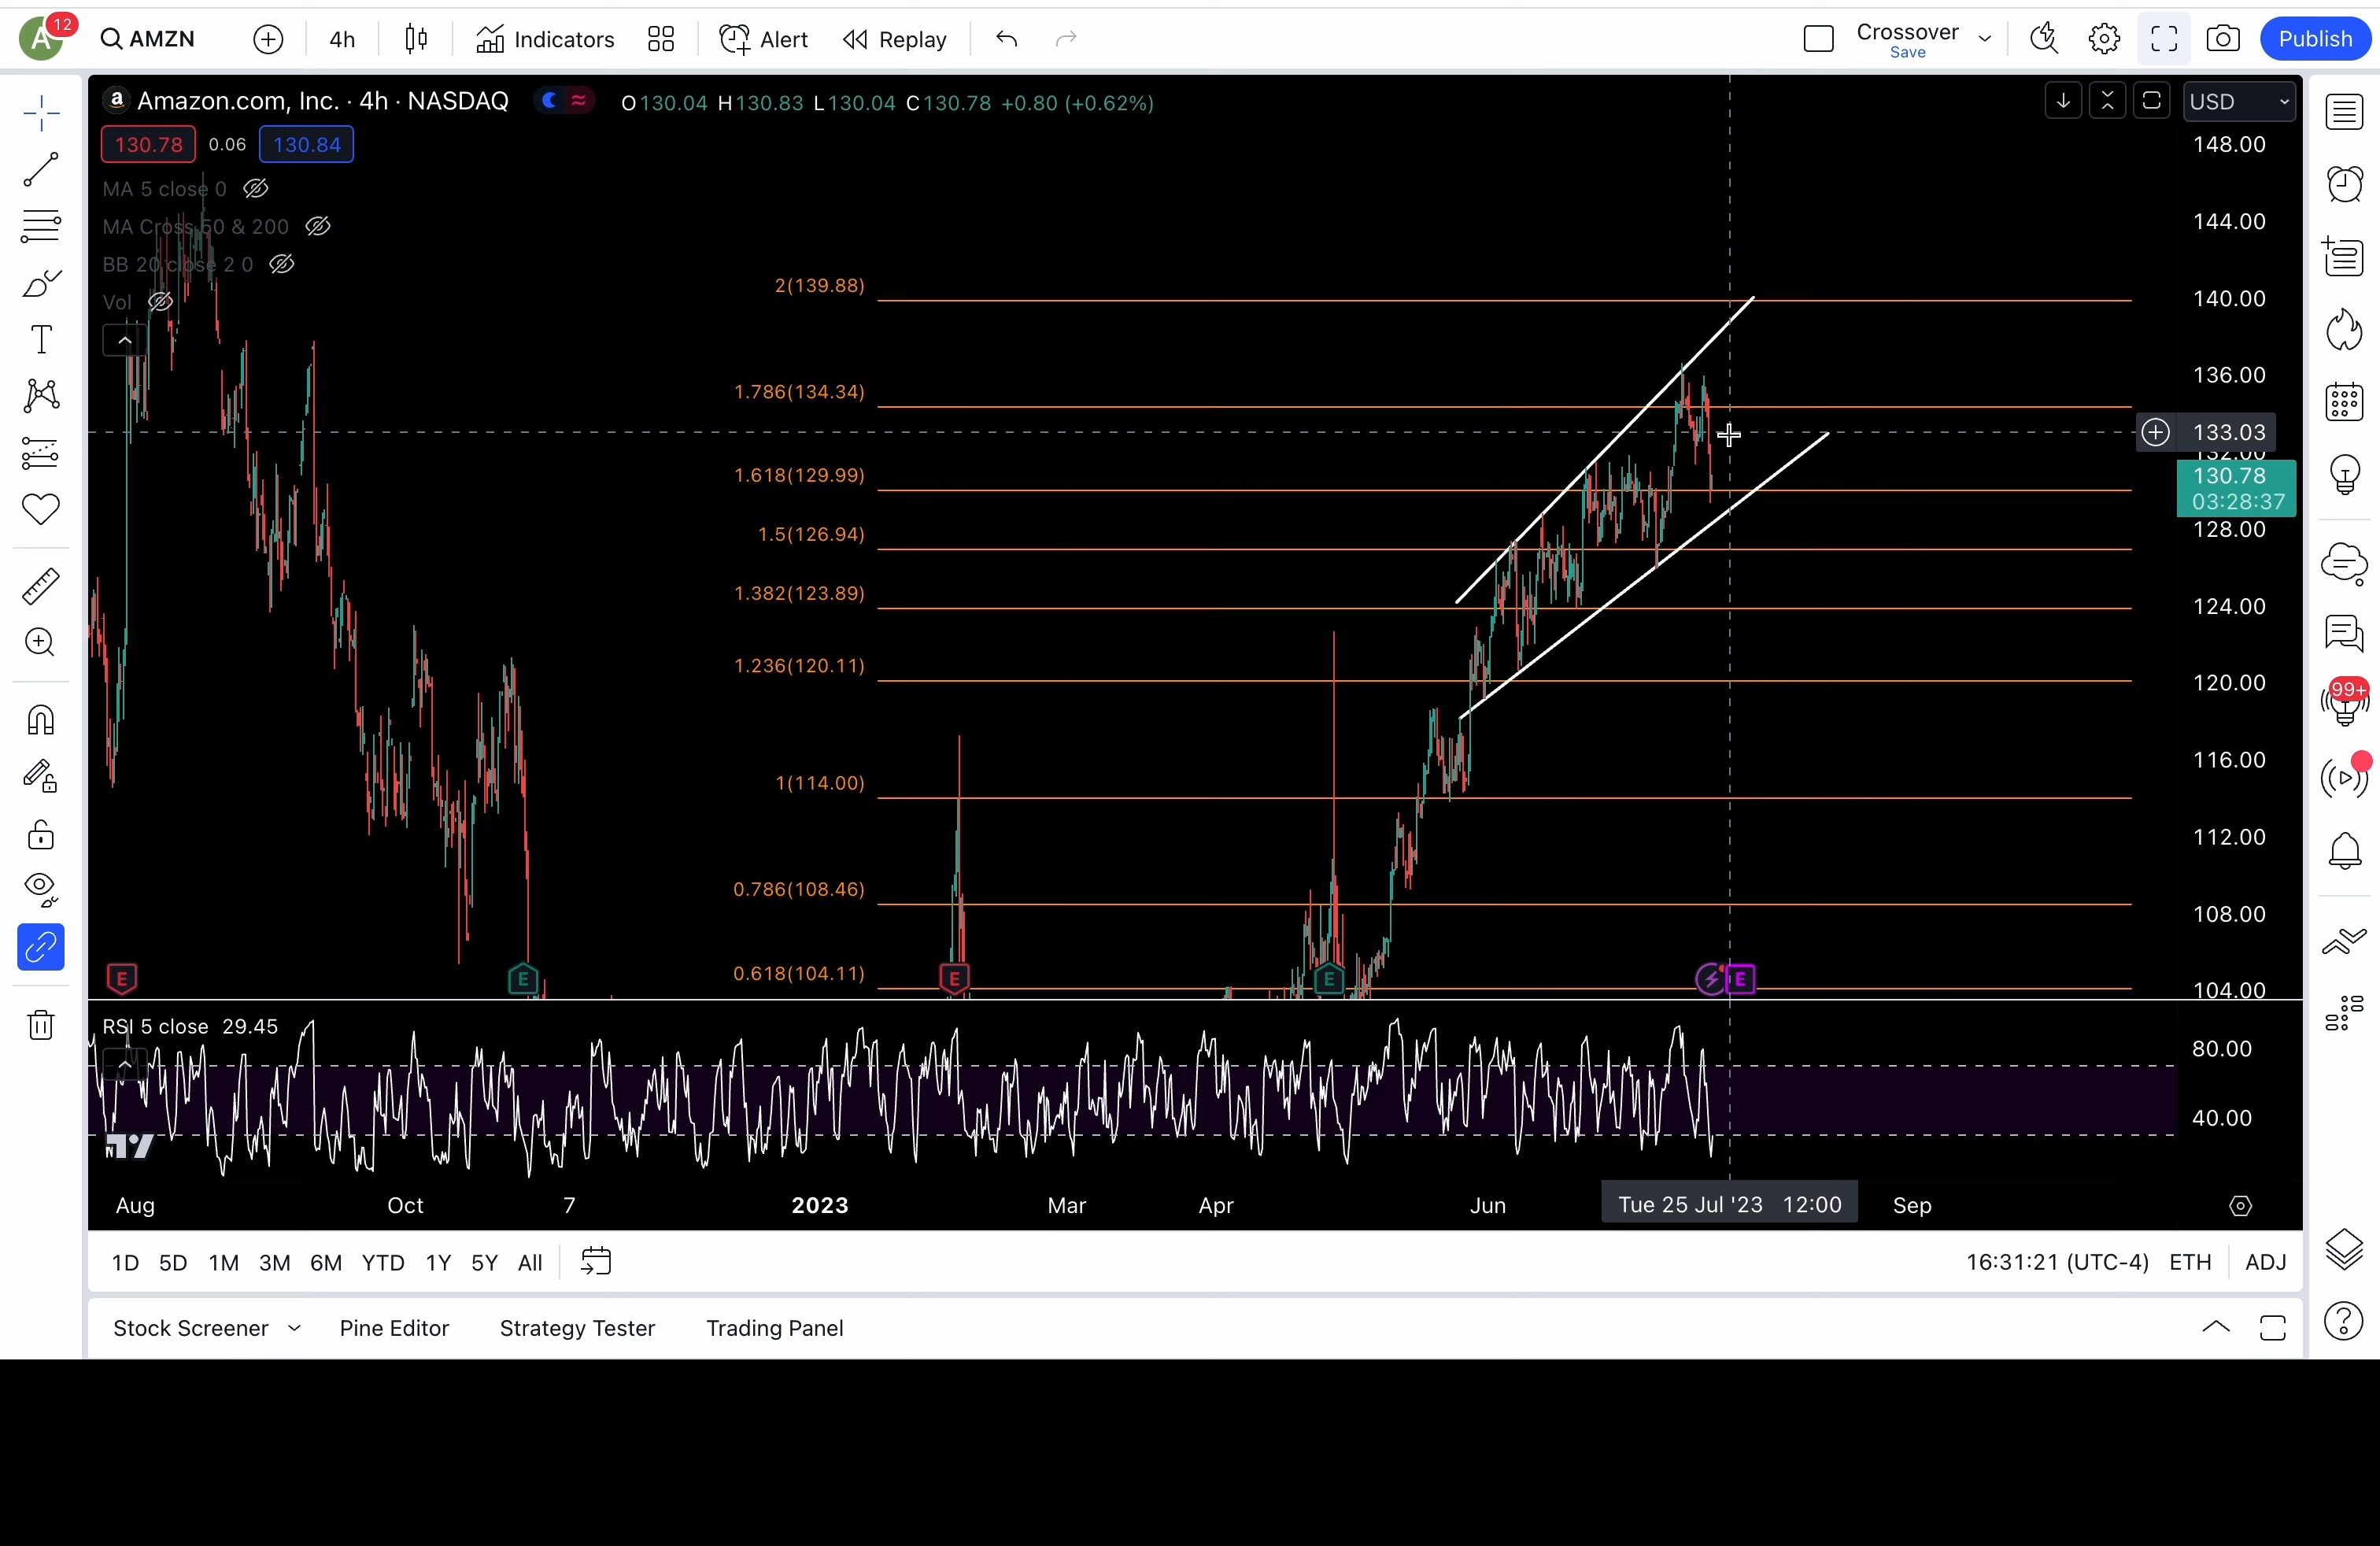 A 12 AMZN 4h Indicators Alert Replay Crossover Publish
Save
a Amazon.com, Inc. · 4h · NASDAQ O130.04 H130.83 L130.04 C130.78 +0.80 (+0.62%) USD
130.78 0.06 130.84
MA 5 close 0
MA Cross 50 & 200
BB 20 close 2 0
Vol
148.00
144.00
140.00
136.00
133.03
132.00
130.78
03:28:37
128.00
124.00
120.00
116.00
112.00
108.00
104.00
2(139.88)
1.786(134.34)
1.618(129.99)
1.5(126.94)
1.382(123.89)
1.236(120.11)
1(114.00)
0.786(108.46)
0.618(104.11)
E E E E E
99+
RSI 5 close 29.45
80.00
40.00
Aug Oct 7 2023 Mar Apr Jun Tue 25 Jul '23 12:00 Sep
1D 5D 1M 3M 6M YTD 1Y 5Y All 16:31:21 (UTC-4) ETH ADJ
Stock Screener Pine Editor Strategy Tester Trading Panel